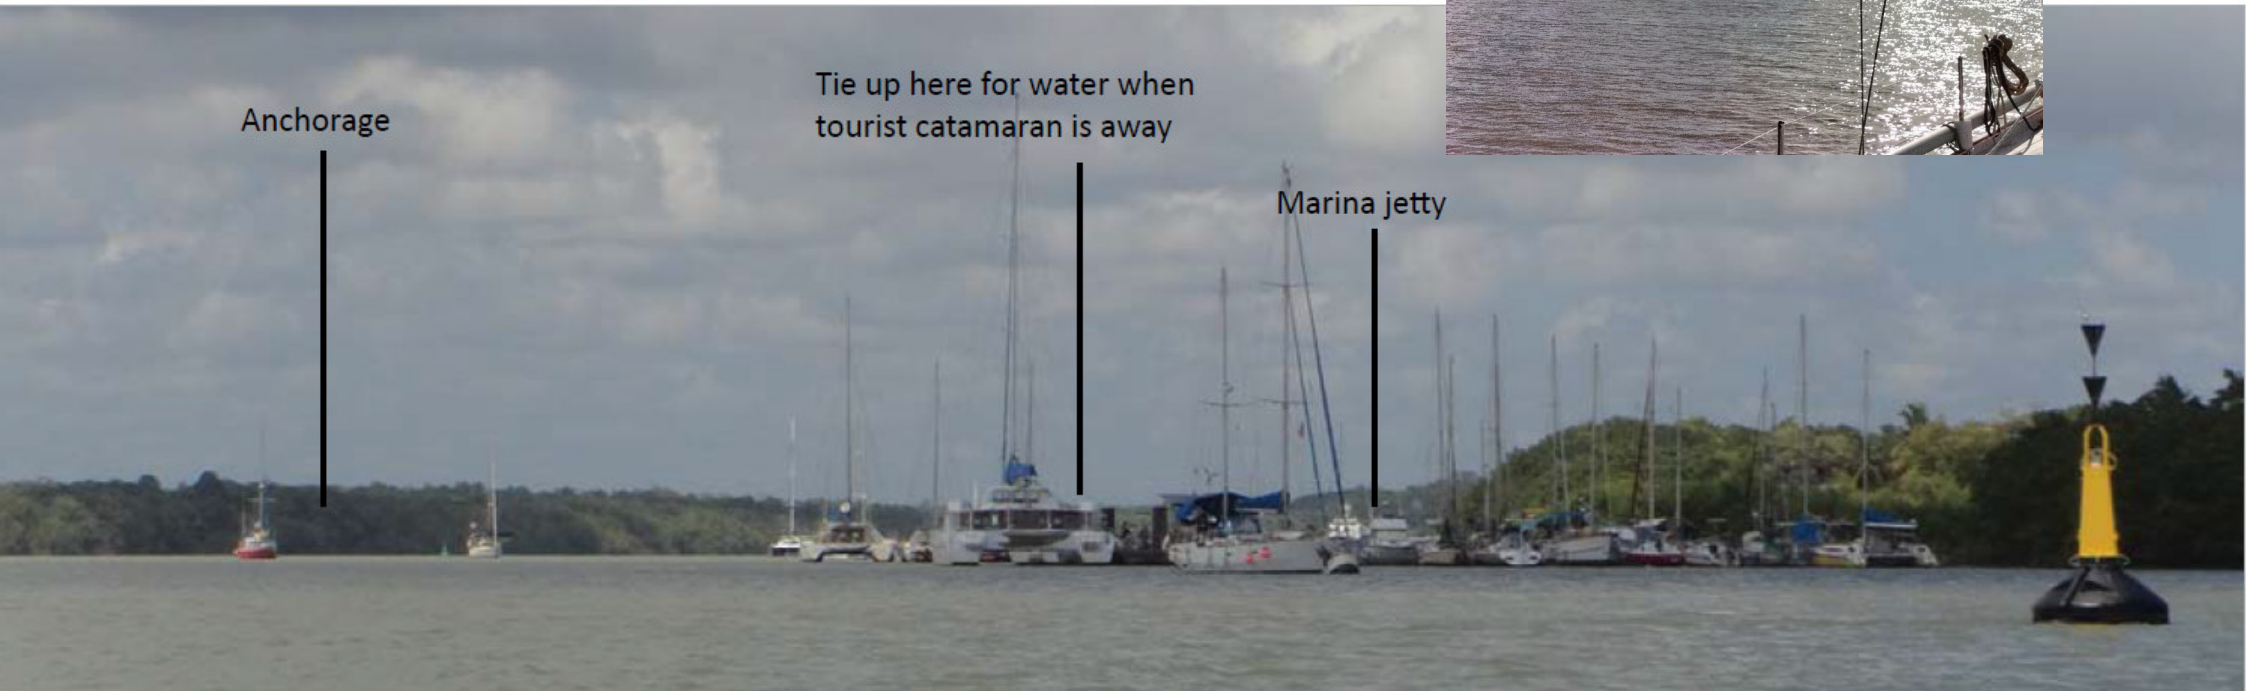 Anchorage
Tie up here for water when
tourist catamaran is away
Marina jetty